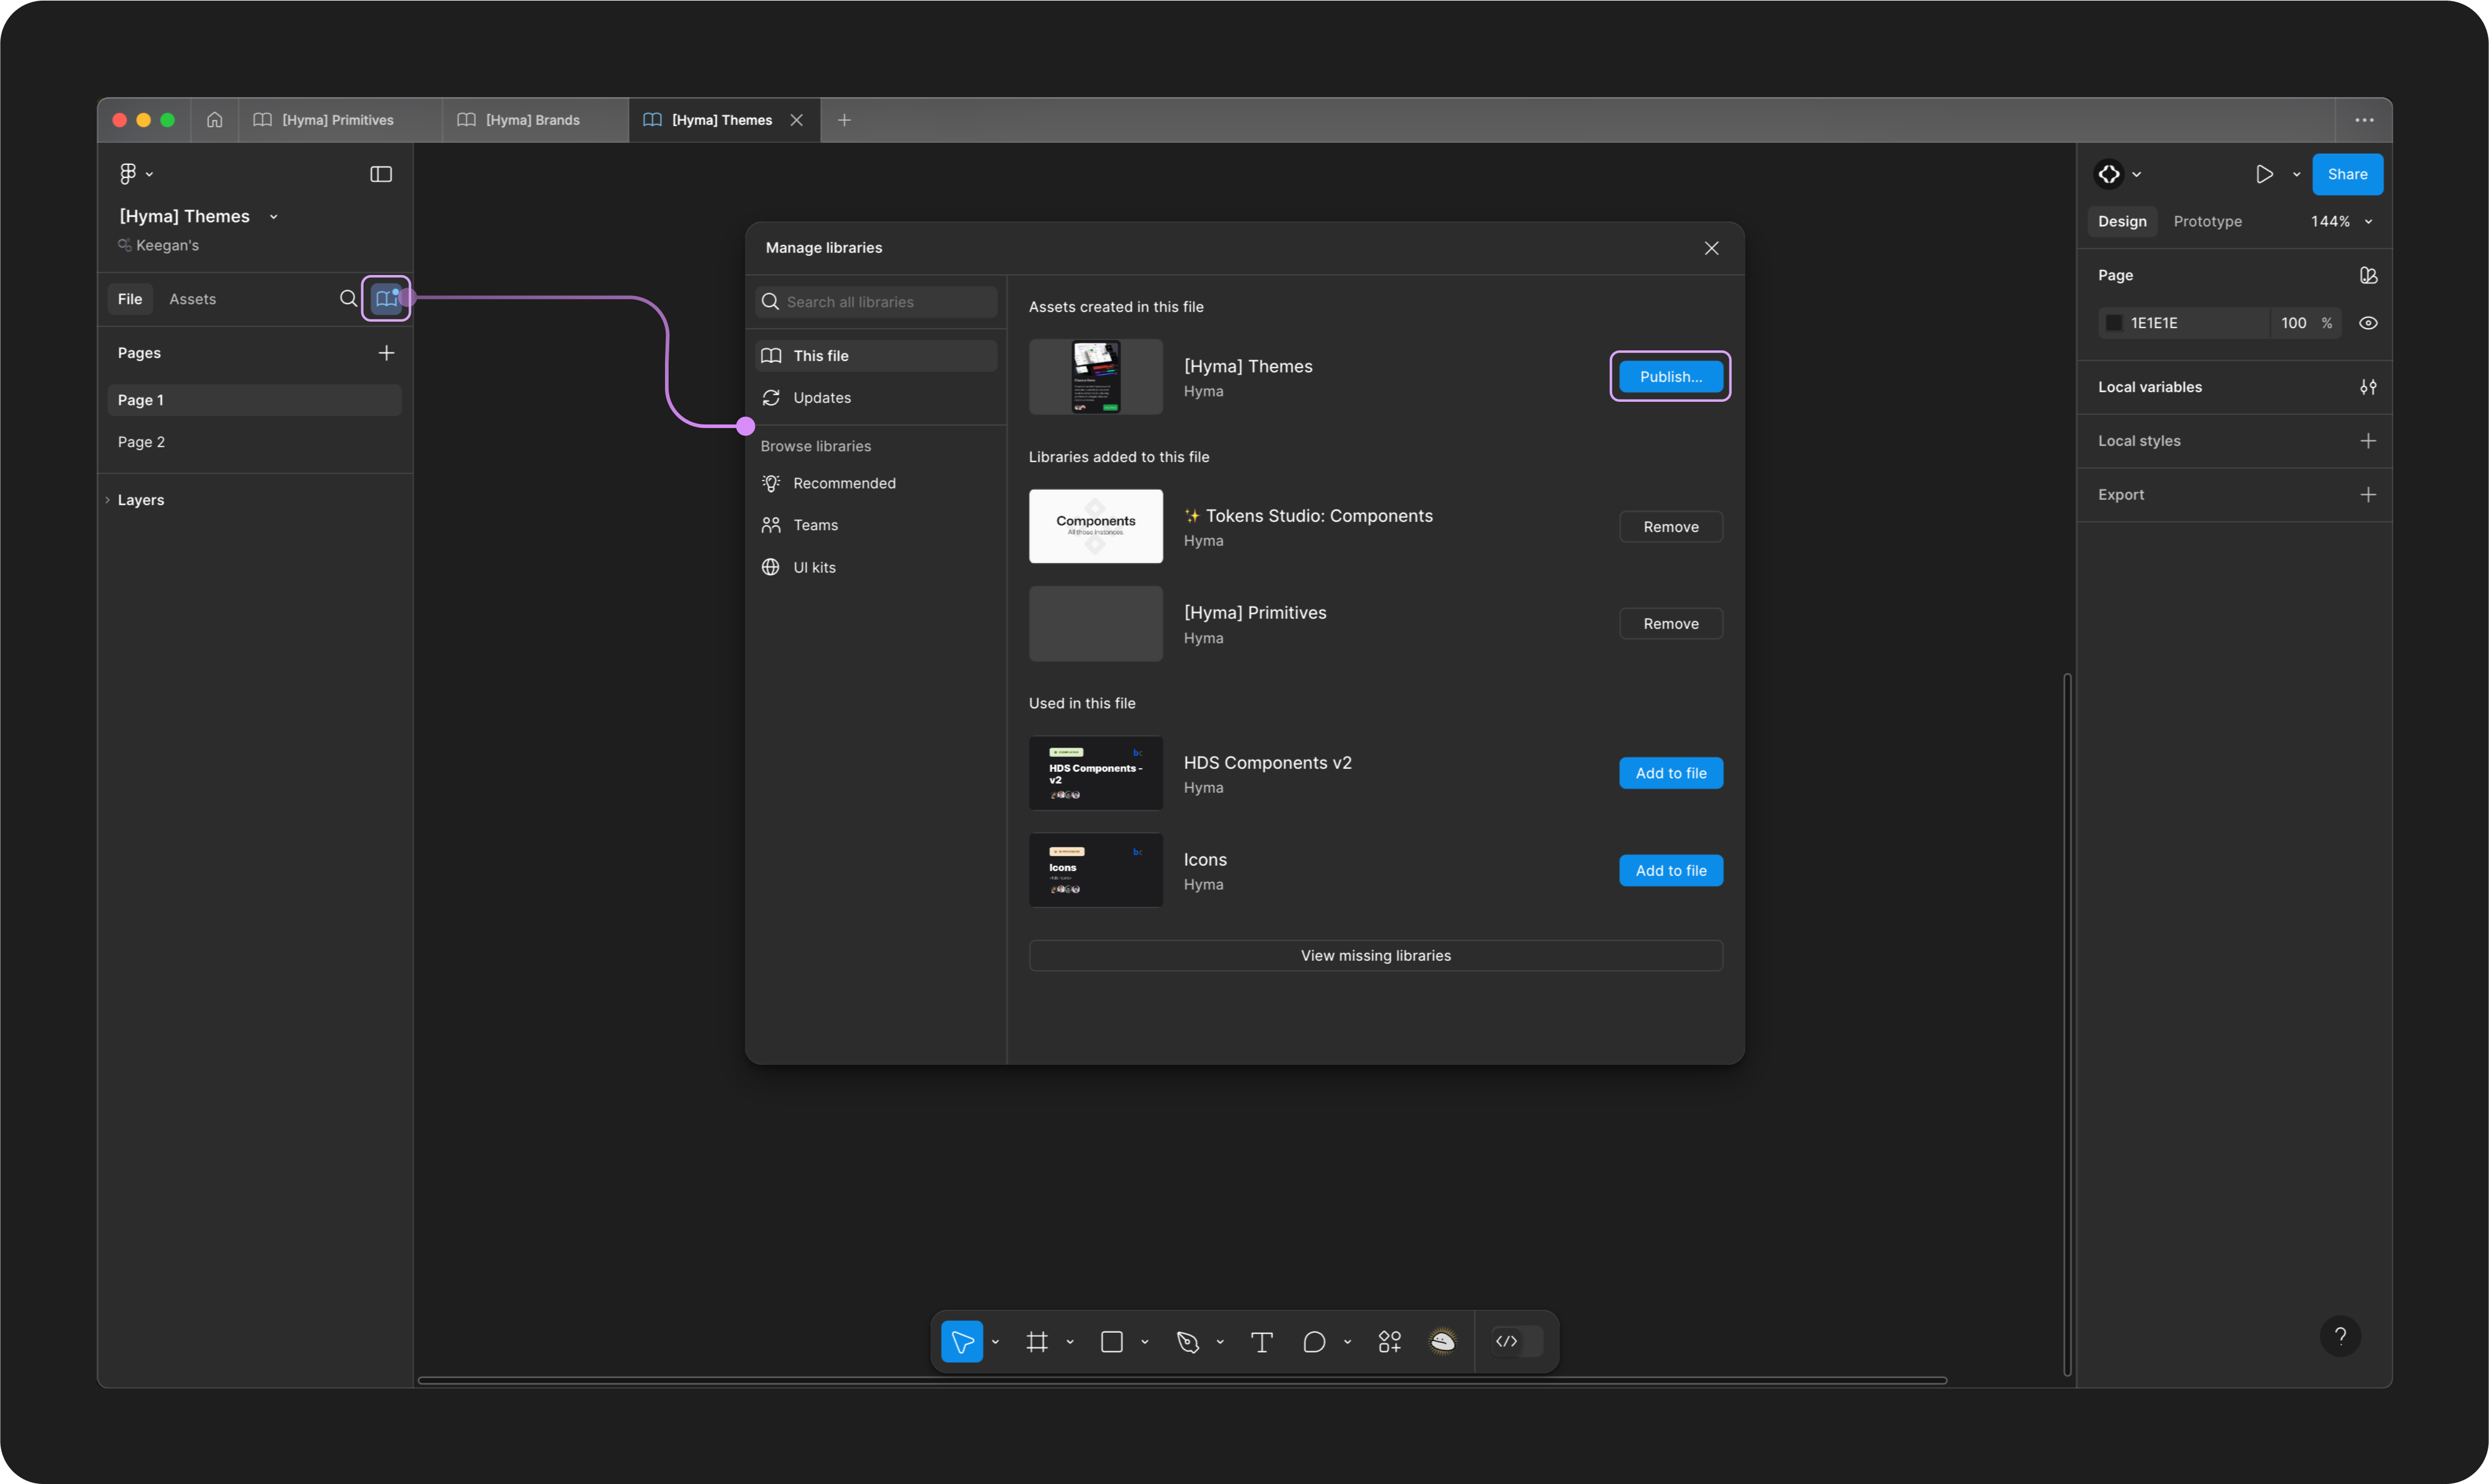 [Hyma] Primitives
[Hyma] Brands
[Hyma] Themes
[Hyma] Themes
Keegan's
File
Assets
Pages
Page 1
Page 2
Layers
Manage libraries
Search all libraries
This file
Updates
Browse libraries
Recommended
Teams
UI kits
Assets created in this file
[Hyma] Themes
Hyma
Publish...
Libraries added to this file
Components
All those instances
✨ Tokens Studio: Components
Hyma
Remove
[Hyma] Primitives
Hyma
Remove
Used in this file
HDS Components -
v2
HDS Components v2
Hyma
Add to file
Icons
Icons
Hyma
Add to file
View missing libraries
Share
Design
Prototype
144%
Page
1E1E1E
100 %
Local variables
Local styles
Export
?